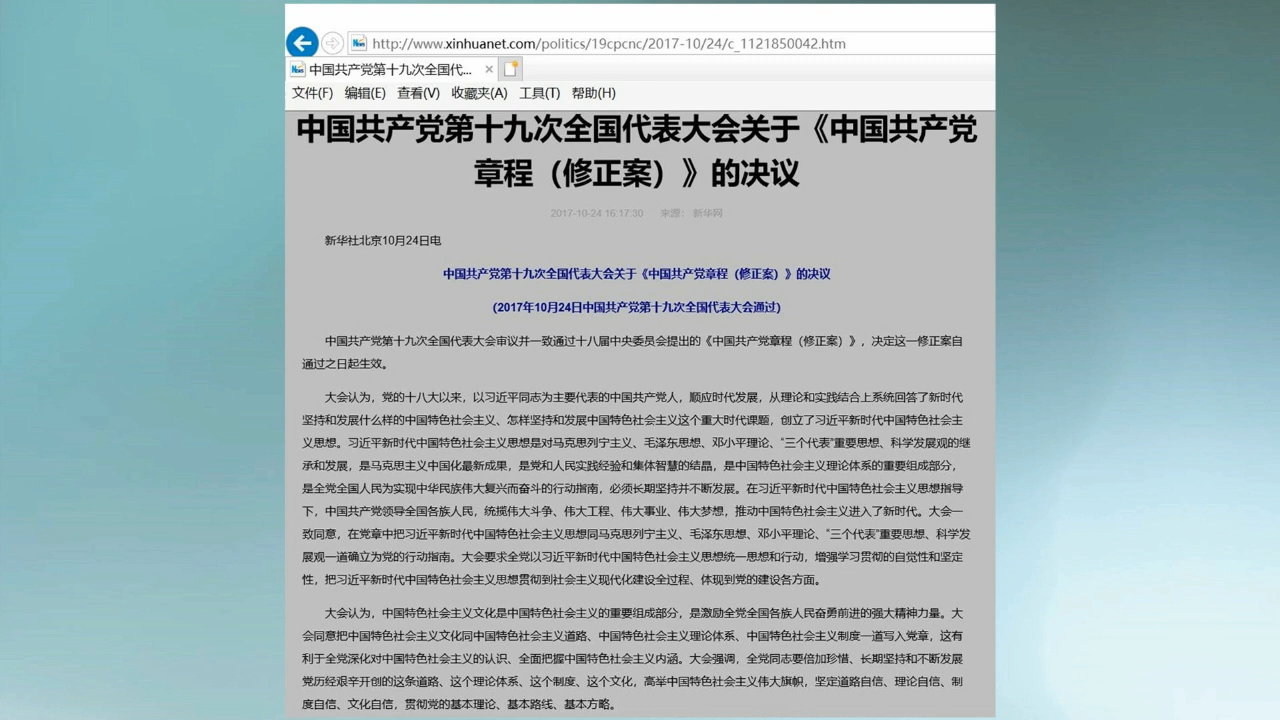 http://www.xinhuanet.com/politics/19cpcnc/2017-10/24/c_1121850042.htm
中国共产党第十九次全国代...
文件(F) 编辑(E) 查看(V) 收藏夹(A) 工具(T) 帮助(H)
中国共产党第十九次全国代表大会关于《中国共产党
章程（修正案）》的决议
2017-10-24 16:17:30 来源： 新华网
新华社北京10月24日电
中国共产党第十九次全国代表大会关于《中国共产党章程（修正案）》的决议
(2017年10月24日中国共产党第十九次全国代表大会通过)
中国共产党第十九次全国代表大会审议并一致通过十八届中央委员会提出的《中国共产党章程（修正案）》，决定这一修正案自
通过之日起生效。
大会认为，党的十八大以来，以习近平同志为主要代表的中国共产党人，顺应时代发展，从理论和实践结合上系统回答了新时代
坚持和发展什么样的中国特色社会主义、怎样坚持和发展中国特色社会主义这个重大时代课题，创立了习近平新时代中国特色社会主
义思想。习近平新时代中国特色社会主义思想是对马克思列宁主义、毛泽东思想、邓小平理论、“三个代表”重要思想、科学发展观的继
承和发展，是马克思主义中国化最新成果，是党和人民实践经验和集体智慧的结晶，是中国特色社会主义理论体系的重要组成部分，
是全党全国人民为实现中华民族伟大复兴而奋斗的行动指南，必须长期坚持并不断发展。在习近平新时代中国特色社会主义思想指导
下，中国共产党领导全国各族人民，统揽伟大斗争、伟大工程、伟大事业、伟大梦想，推动中国特色社会主义进入了新时代。大会一
致同意，在党章中把习近平新时代中国特色社会主义思想同马克思列宁主义、毛泽东思想、邓小平理论、“三个代表”重要思想、科学发
展观一道确立为党的行动指南。大会要求全党以习近平新时代中国特色社会主义思想统一思想和行动，增强学习贯彻的自觉性和坚定
性，把习近平新时代中国特色社会主义思想贯彻到社会主义现代化建设全过程、体现到党的建设各方面。
大会认为，中国特色社会主义文化是中国特色社会主义的重要组成部分，是激励全党全国各族人民奋勇前进的强大精神力量。大
会同意把中国特色社会主义文化同中国特色社会主义道路、中国特色社会主义理论体系、中国特色社会主义制度一道写入党章，这有
利于全党深化对中国特色社会主义的认识、全面把握中国特色社会主义内涵。大会强调，全党同志要倍加珍惜、长期坚持和不断发展
党历经艰辛开创的这条道路、这个理论体系、这个制度、这个文化，高举中国特色社会主义伟大旗帜，坚定道路自信、理论自信、制
度自信、文化自信，贯彻党的基本理论、基本路线、基本方略。